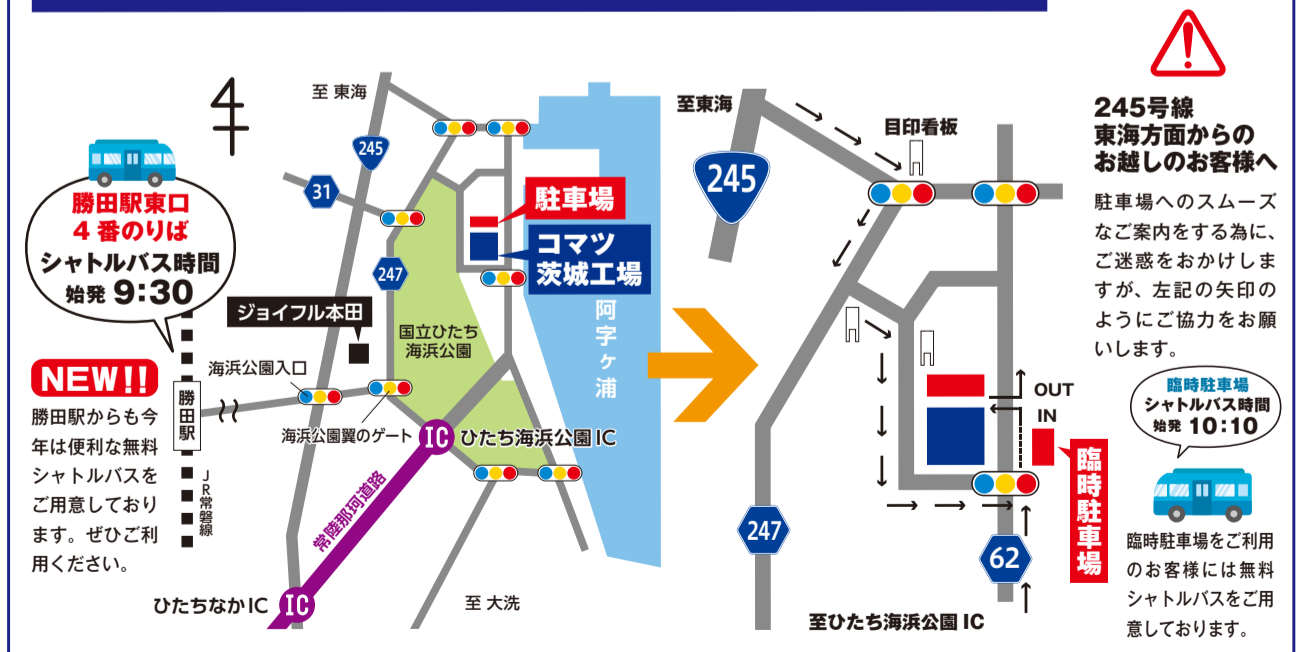 勝田駅東口
4番のりば
シャトルバス時間
始発 9:30
NEW!!
勝田駅からも今
年は便利な無料
シャトルバスを
ご用意しており
ます。ぜひご利
用ください。
至 東海
245
31
247
駐車場
コマツ
茨城工場
ジョイフル本田
国立ひたち
海浜公園
阿字ヶ浦
海浜公園入口
勝田駅
海浜公園翼のゲート
IC ひたち海浜公園 IC
JR常磐線
常陸那珂道路
ひたちなか IC IC
至 大洗
至東海
目印看板
245
OUT
IN
臨時駐車場
247
62
至ひたち海浜公園 IC
245号線
東海方面からの
お越しのお客様へ
駐車場へのスムーズ
なご案内をする為に、
ご迷惑をおかけしま
すが、左記の矢印の
ようにご協力をお願
いします。
臨時駐車場
シャトルバス時間
始発 10:10
臨時駐車場をご利用
のお客様には無料
シャトルバスをご用
意しております。